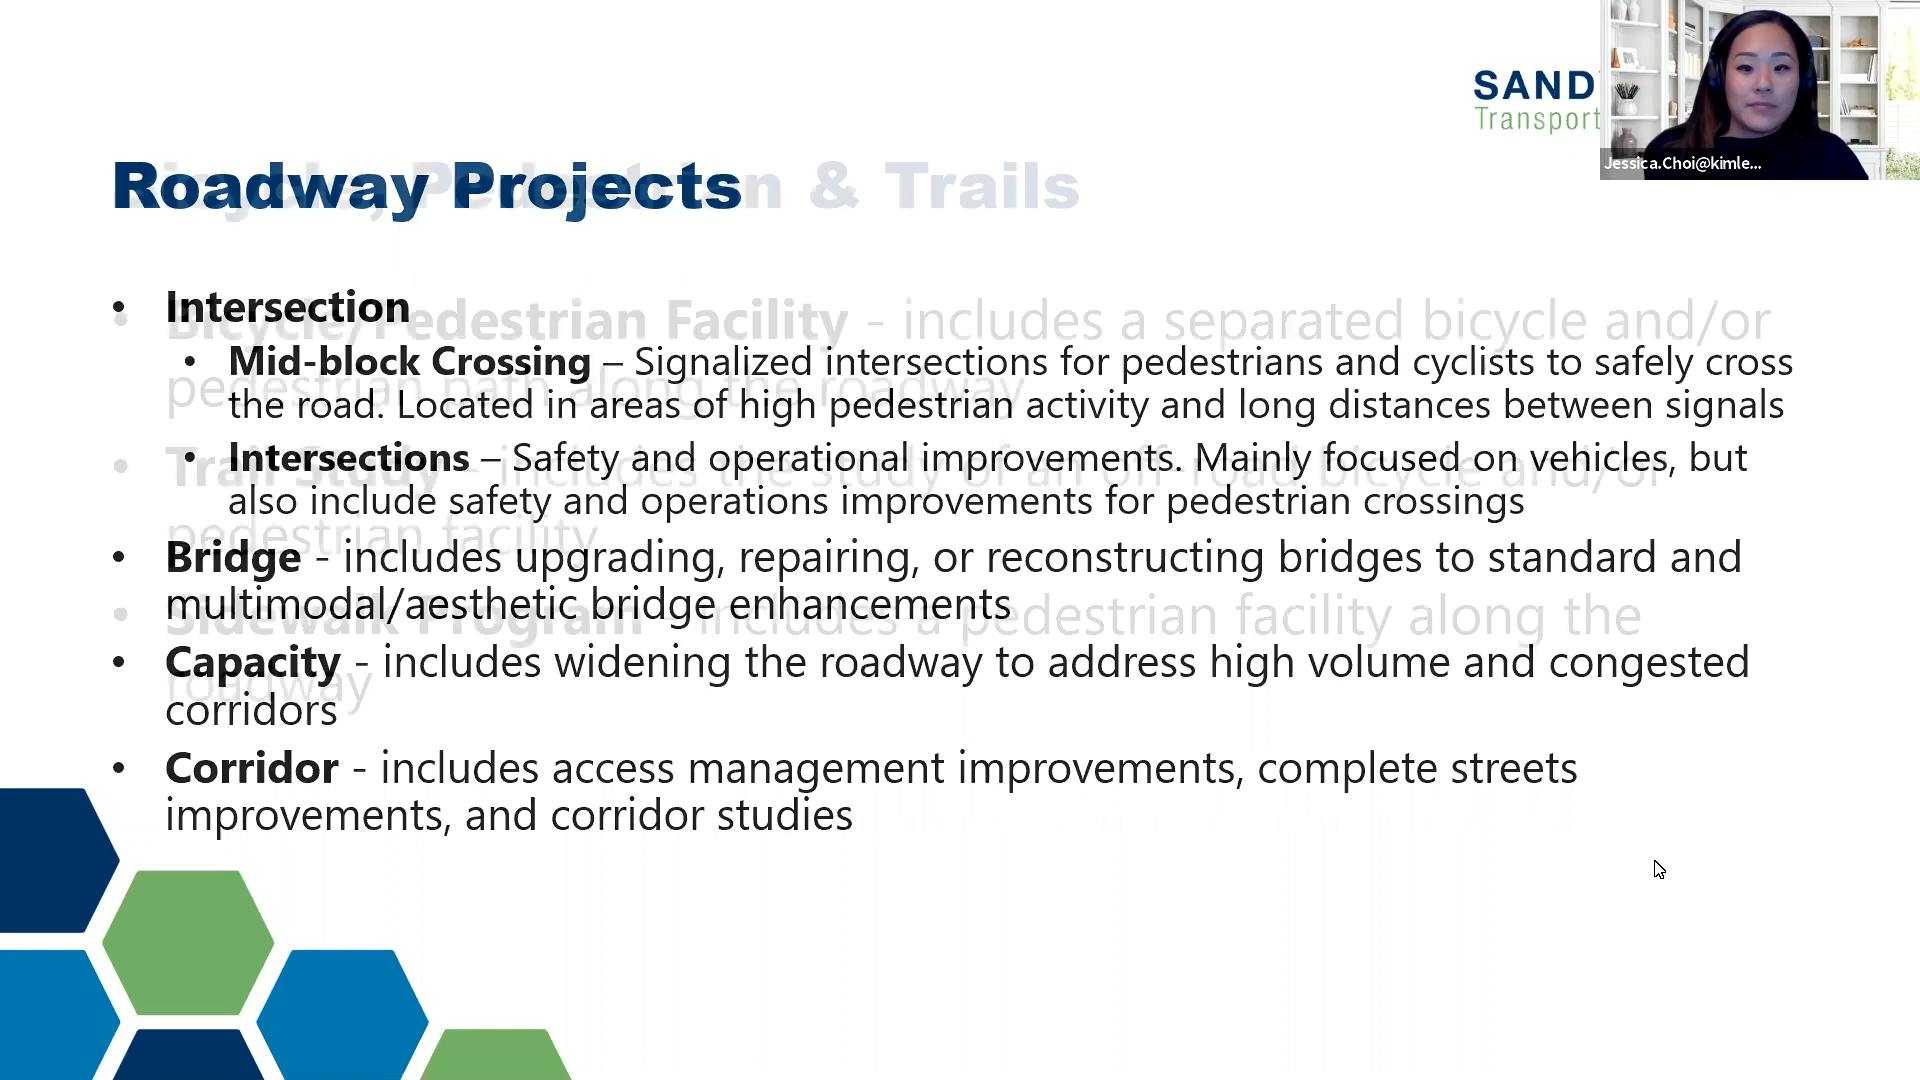 SAND
Transport
Jessica.Choi@kimle...
Roadway Projects
n & Trails
• Intersection
Bicycle/Pedestrian Facility - includes a separated bicycle and/or
• Mid-block Crossing – Signalized intersections for pedestrians and cyclists to safely cross
pedestrian path along the roadway
the road. Located in areas of high pedestrian activity and long distances between signals
• Intersections – Safety and operational improvements. Mainly focused on vehicles, but
• Trail Study - includes the study of an off-road bicycle and/or
also include safety and operations improvements for pedestrian crossings
pedestrian facility
• Bridge - includes upgrading, repairing, or reconstructing bridges to standard and
multimodal/aesthetic bridge enhancements
• Sidewalk Program - includes a pedestrian facility along the
• Capacity - includes widening the roadway to address high volume and congested
roadway
corridors
• Corridor - includes access management improvements, complete streets
improvements, and corridor studies